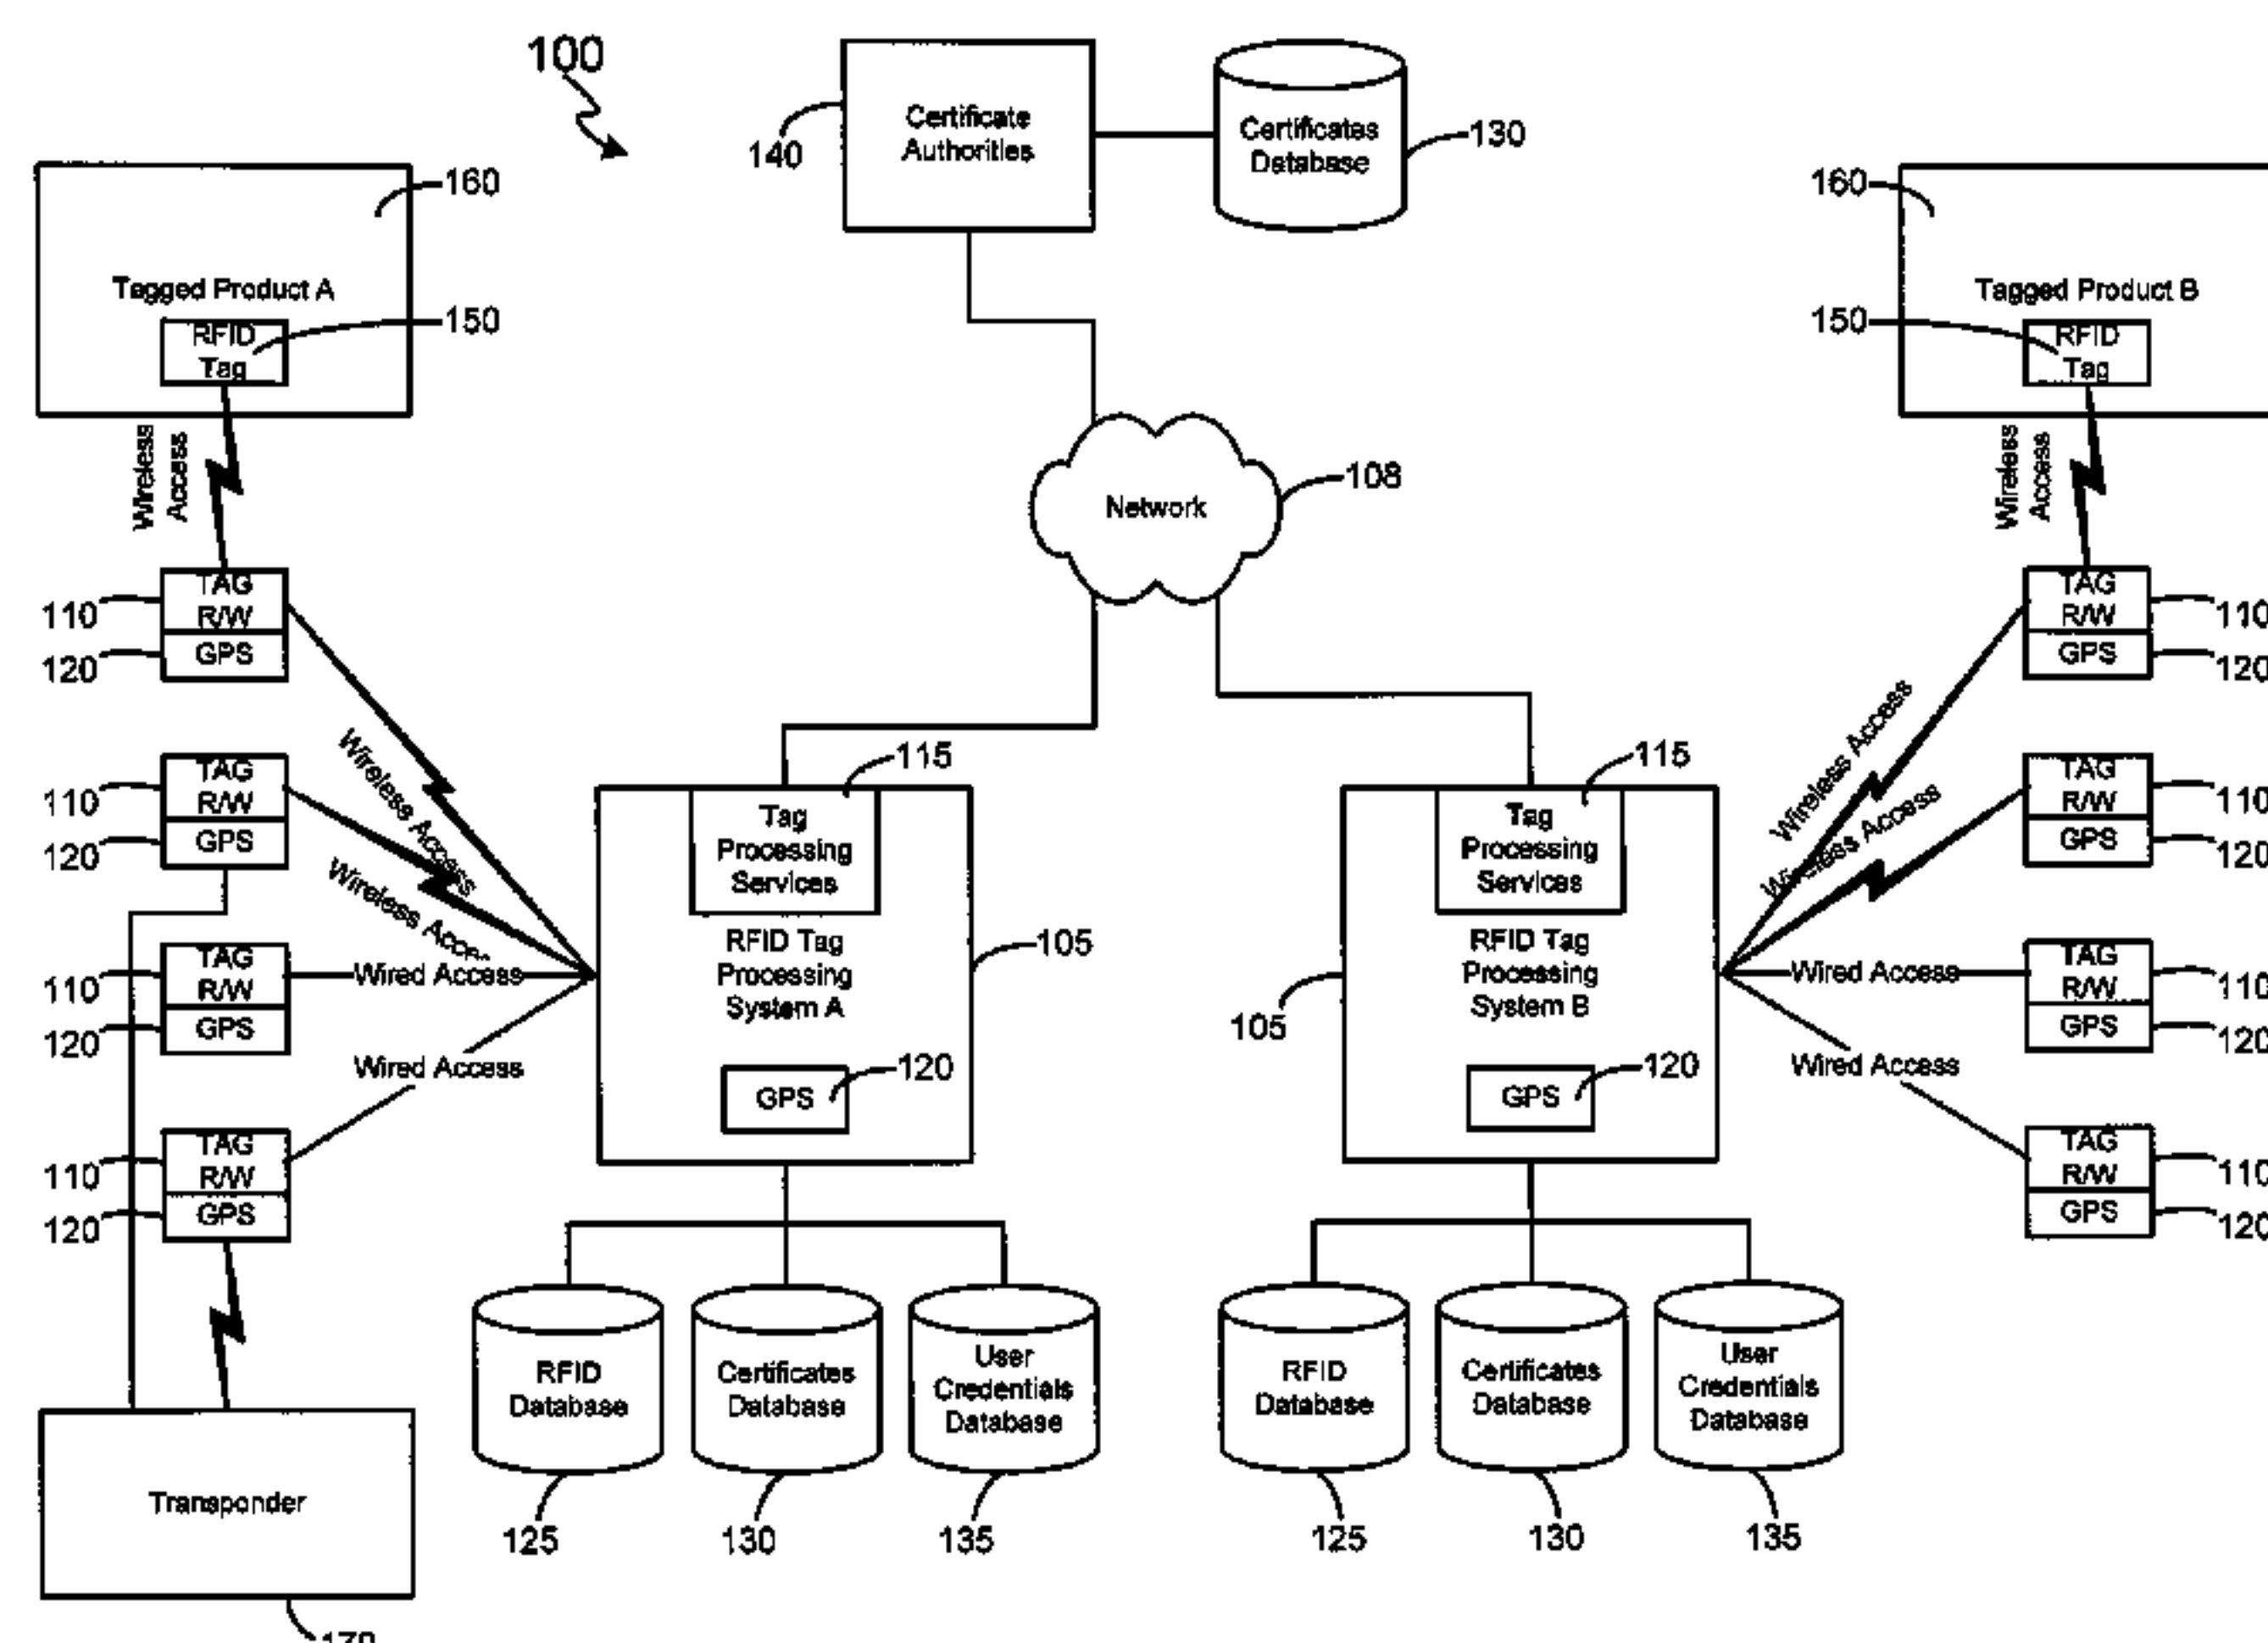 100
140
Certificate
Authorities
Certificates
Database
130
160
Tagged Product A
RFID
Tag
150
Wireless
Access
160
Tagged Product B
150
RFID
Tag
Wireless
Access
Network
108
110
TAG
R/W
120
GPS
110
TAG
R/W
120
GPS
110
TAG
R/W
120
GPS
110
TAG
R/W
120
GPS
Wireless Access
Wireless Acce
Wired Access
Wired Access
115
Tag
Processing
Services
RFID Tag
Processing
System A
105
GPS
120
115
Tag
Processing
Services
RFID Tag
Processing
System B
105
GPS
120
Wireless Access
Wireless Access
Wired Access
Wired Access
TAG
R/W
110
GPS
120
TAG
R/W
110
GPS
120
TAG
R/W
110
GPS
120
TAG
R/W
110
GPS
120
RFID
Database
125
Certificates
Database
130
User
Credentials
Database
135
RFID
Database
125
Certificates
Database
130
User
Credentials
Database
135
Transponder